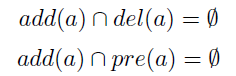 add(a) ∩ del(a) = ∅
add(a) ∩ pre(a) = ∅